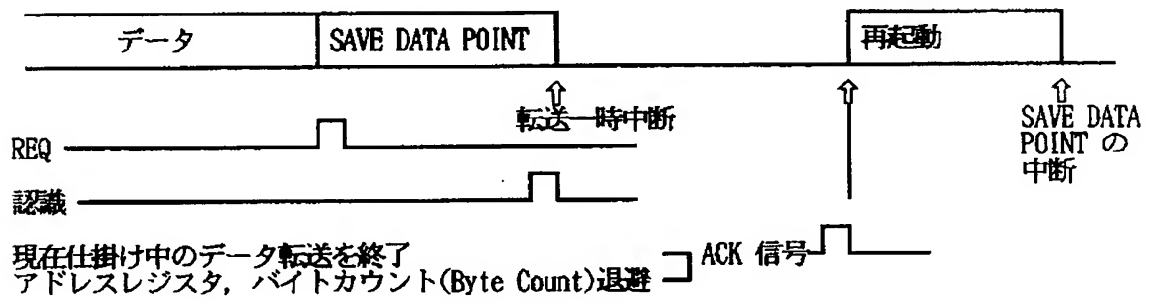 データ SAVE DATA POINT 再起動
転送一時中断
SAVE DATA
POINT の
中断
REQ
認識
現在仕掛け中のデータ転送を終了
アドレスレジスタ, バイトカウント(Byte Count)退避
ACK 信号